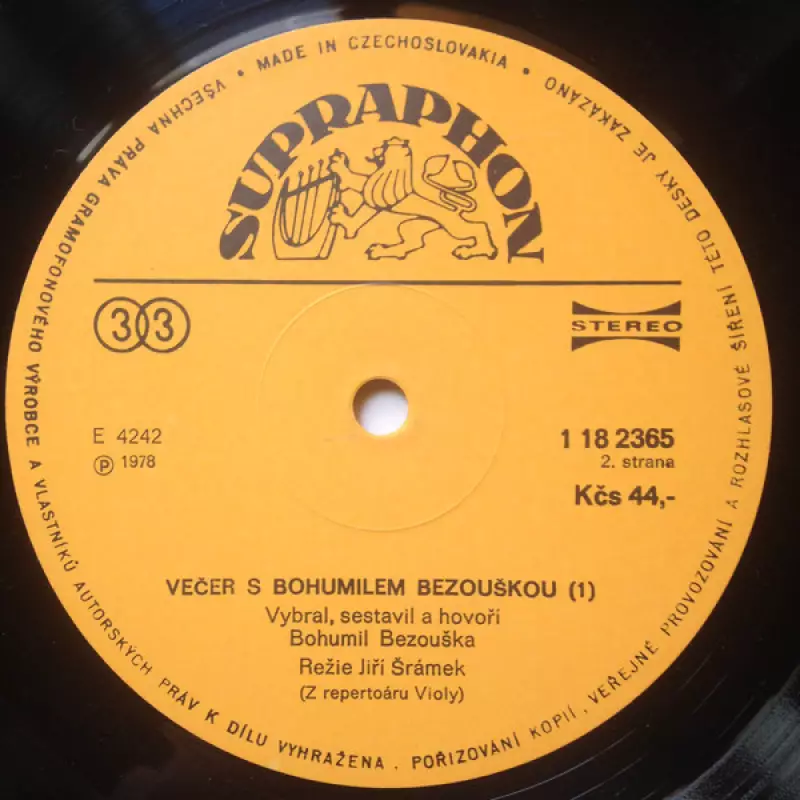 MADE IN CZECHOSLOVAKIA •
VŠECHNA PRÁVA GRAMOFONOVÉHO VÝROBCE A VLASTNÍKŮ AUTORSKÝCH PRÁV K DÍLU VYHRAŽENA . POŘIZOVÁNÍ KOPIÍ , VEŘEJNÉ PROVOZOVÁNÍ A ROZHLASOVÉ ŠÍŘENÍ TÉTO DESKY JE ZAKÁZÁNO •
SUPRAPHON
33
STEREO
E 4242
1 18 2365
Ⓟ 1978
2. strana
Kčs 44,-
VEČER S BOHUMILEM BEZOUŠKOU (1)
Vybral, sestavil a hovoří
Bohumil Bezouška
Režie Jiří Šrámek
(Z repertoáru Violy)